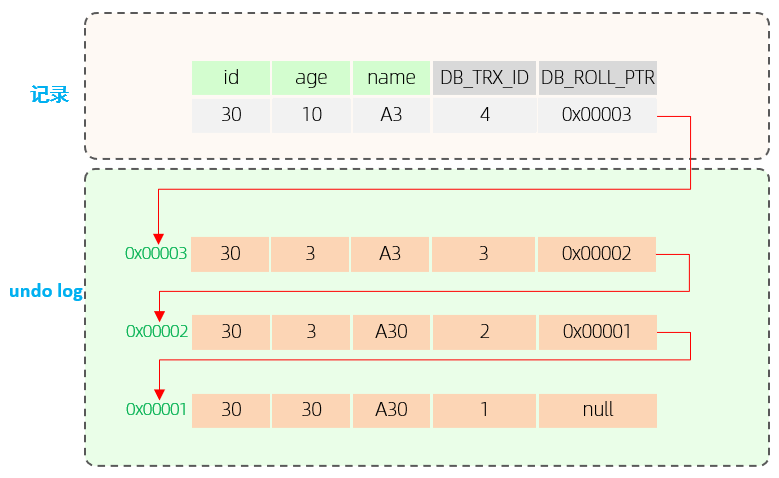 记录
id age name DB_TRX_ID DB_ROLL_PTR
30 10 A3 4 0x00003
undo log
0x00003 30 3 A3 3 0x00002
0x00002 30 3 A30 2 0x00001
0x00001 30 30 A30 1 null